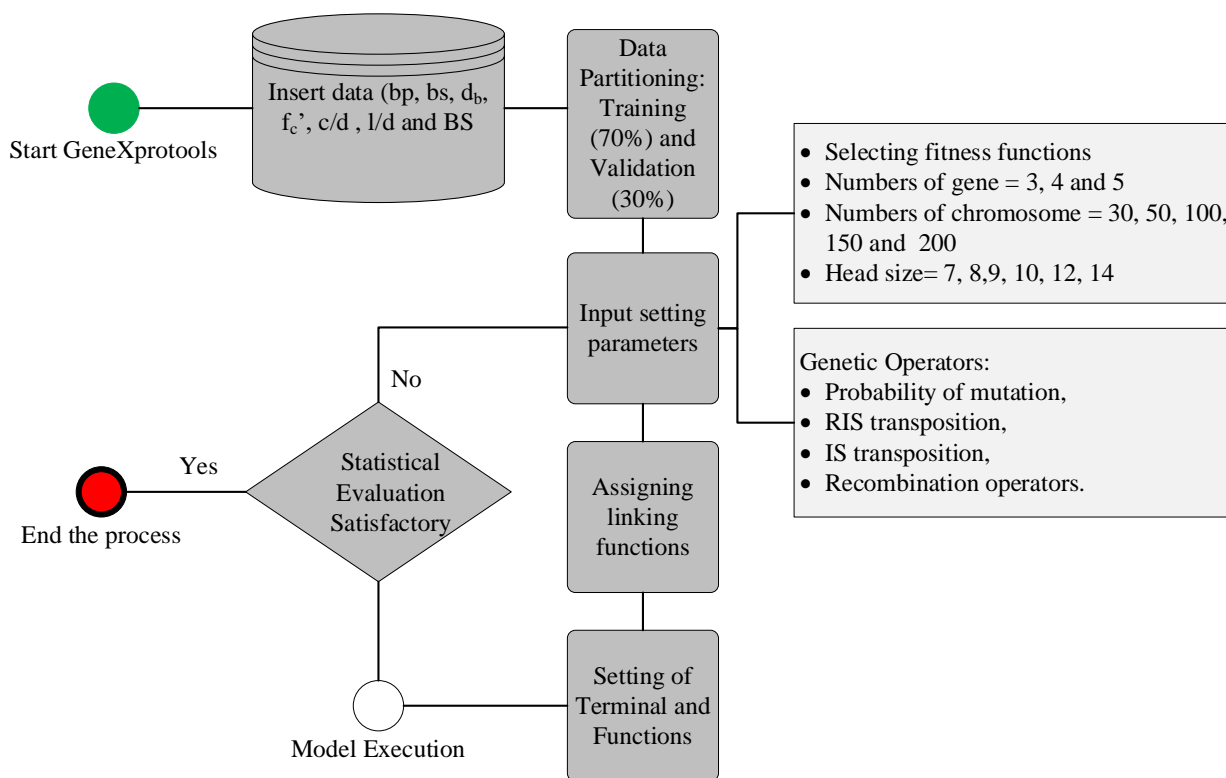 Start GeneXprotools
Insert data (bp, bs, d_b,
f_c’, c/d , l/d and BS
Data
Partitioning:
Training
(70%) and
Validation
(30%)
Input setting
parameters
• Selecting fitness functions
• Numbers of gene = 3, 4 and 5
• Numbers of chromosome = 30, 50, 100,
150 and 200
• Head size= 7, 8,9, 10, 12, 14
Genetic Operators:
• Probability of mutation,
• RIS transposition,
• IS transposition,
• Recombination operators.
Assigning
linking
functions
Setting of
Terminal and
Functions
Model Execution
Statistical
Evaluation
Satisfactory
No
Yes
End the process